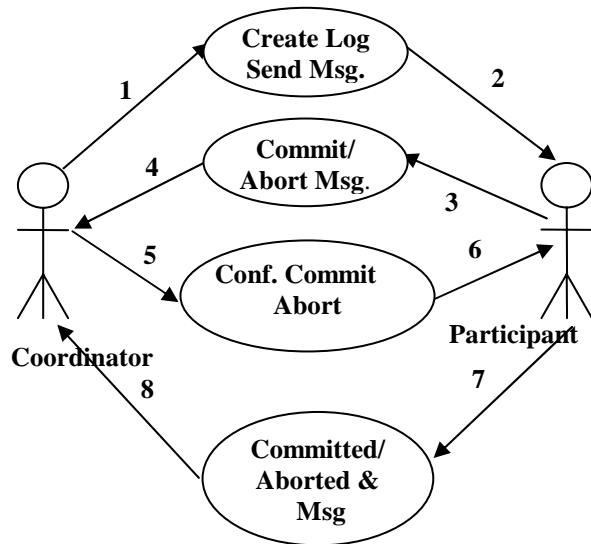 Create Log
Send Msg.
1
2
Commit/
Abort Msg.
4
3
5
6
Conf. Commit
Abort
Participant
Coordinator
8
7
Committed/
Aborted &
Msg